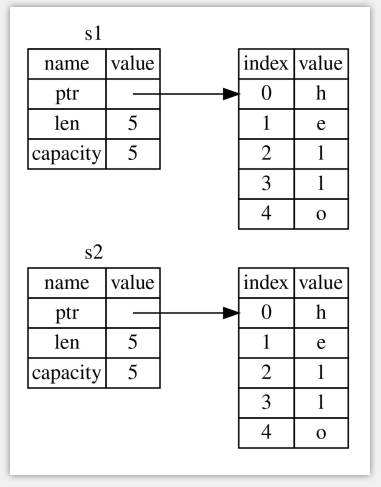 s1
name value index value
ptr 0 h
len 5 1 e
capacity 5 2 l
3 l
4 o
s2
name value index value
ptr 0 h
len 5 1 e
capacity 5 2 l
3 l
4 o